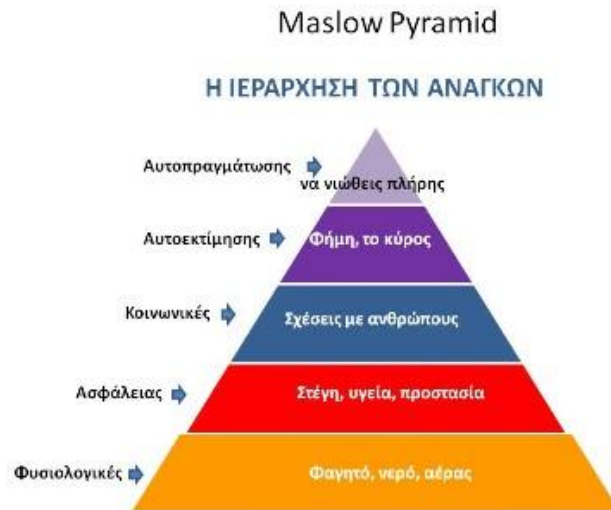 Maslow Pyramid
Η ΙΕΡΑΡΧΗΣΗ ΤΩΝ ΑΝΑΓΚΩΝ
Αυτοπραγμάτωσης
να νιώθεις πλήρης
Αυτοεκτίμησης
Φήμη, το κύρος
Κοινωνικές
Σχέσεις με ανθρώπους
Ασφάλειας
Στέγη, υγεία, προστασία
Φυσιολογικές
Φαγητό, νερό, αέρας